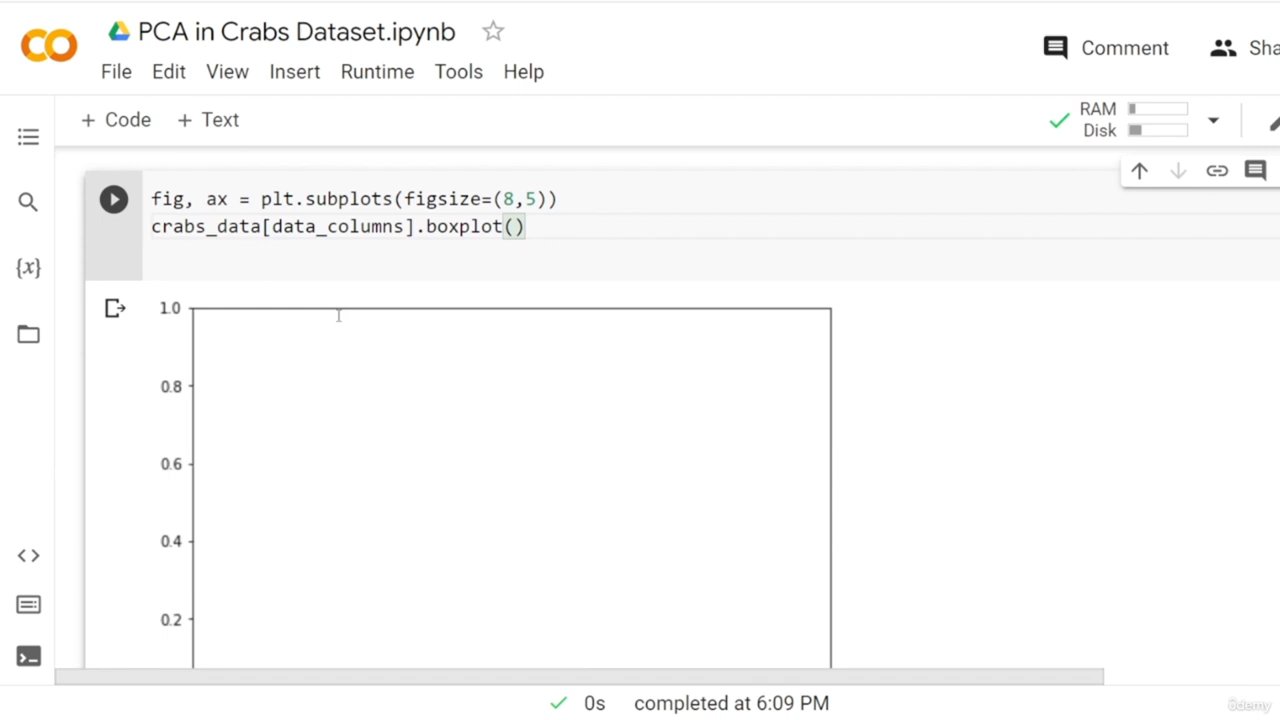 PCA in Crabs Dataset.ipynb
File Edit View Insert Runtime Tools Help
Comment
Sha
+ Code + Text
RAM
Disk
fig, ax = plt.subplots(figsize=(8,5))
crabs_data[data_columns].boxplot()
{x}
1.0
0.8
0.6
0.4
0.2
0s completed at 6:09 PM
ûdemy